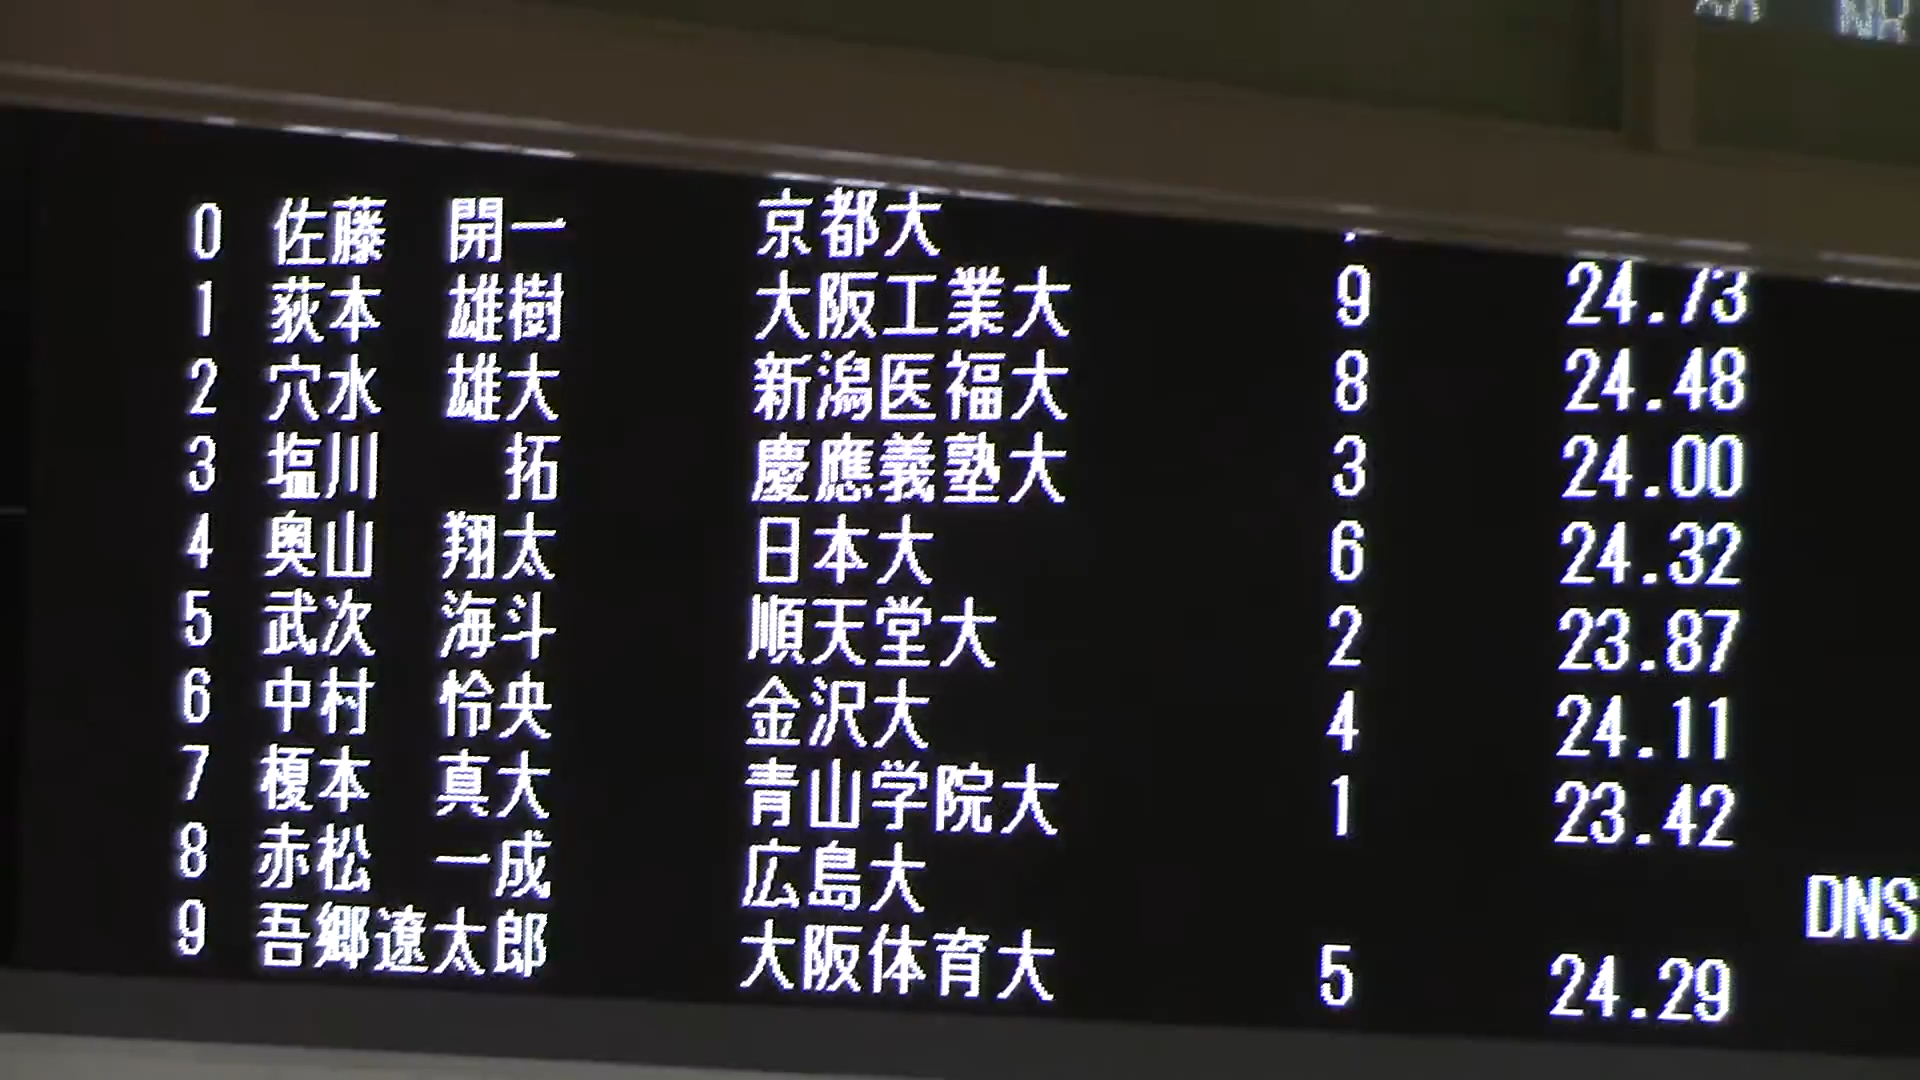 0 佐藤 開一 京都大
1 荻本 雄樹 大阪工業大 9 24.73
2 穴水 雄大 新潟医福大 8 24.48
3 塩川 拓 慶應義塾大 3 24.00
4 奥山 翔太 日本大 6 24.32
5 武次 海斗 順天堂大 2 23.87
6 中村 怜央 金沢大 4 24.11
7 榎本 真大 青山学院大 1 23.42
8 赤松 一成 広島大 DNS
9 吾郷遼太郎 大阪体育大 5 24.29